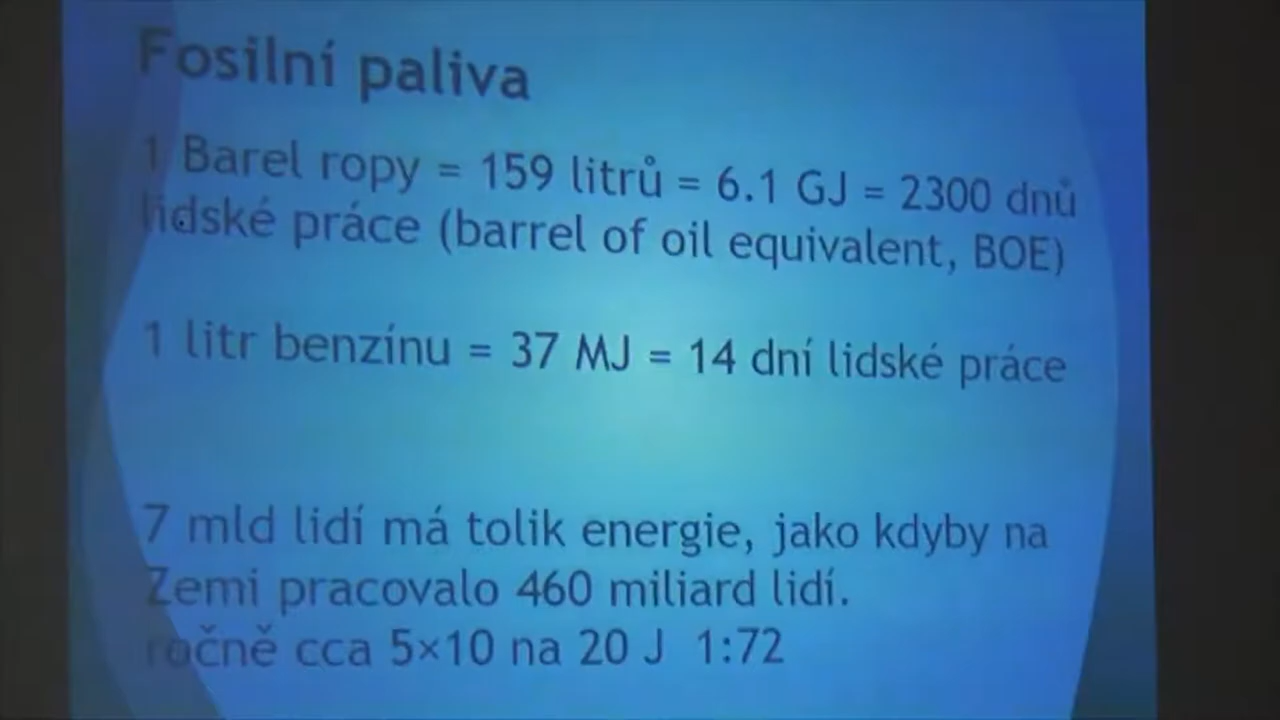 Fosilní paliva
1 Barel ropy = 159 litrů = 6.1 GJ = 2300 dnů
lidské práce (barrel of oil equivalent, BOE)
1 litr benzínu = 37 MJ = 14 dní lidské práce
7 mld lidí má tolik energie, jako kdyby na
Zemi pracovalo 460 miliard lidí.
ročně cca 5×10 na 20 J 1:72